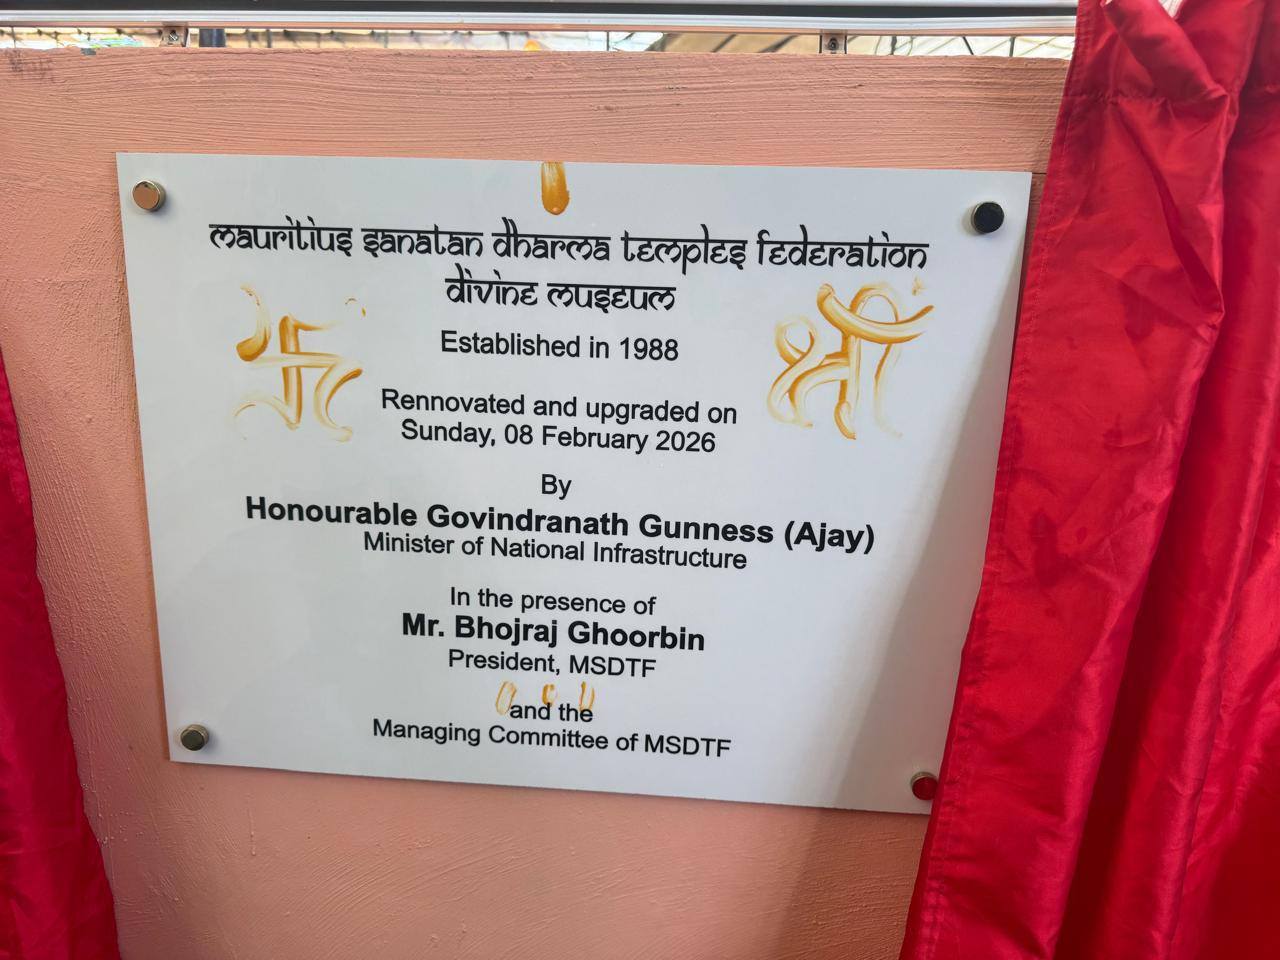 mauritius sanatan dharma temples federation
divine museum
Established in 1988
श्री
Rennovated and upgraded on
Sunday, 08 February 2026
By
Honourable Govindranath Gunness (Ajay)
Minister of National Infrastructure
In the presence of
Mr. Bhojraj Ghoorbin
President, MSDTF
and the
Managing Committee of MSDTF